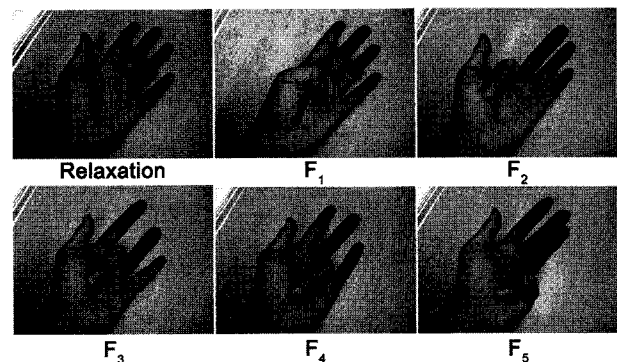 Relaxation F₁ F₂
F₃ F₄ F₅